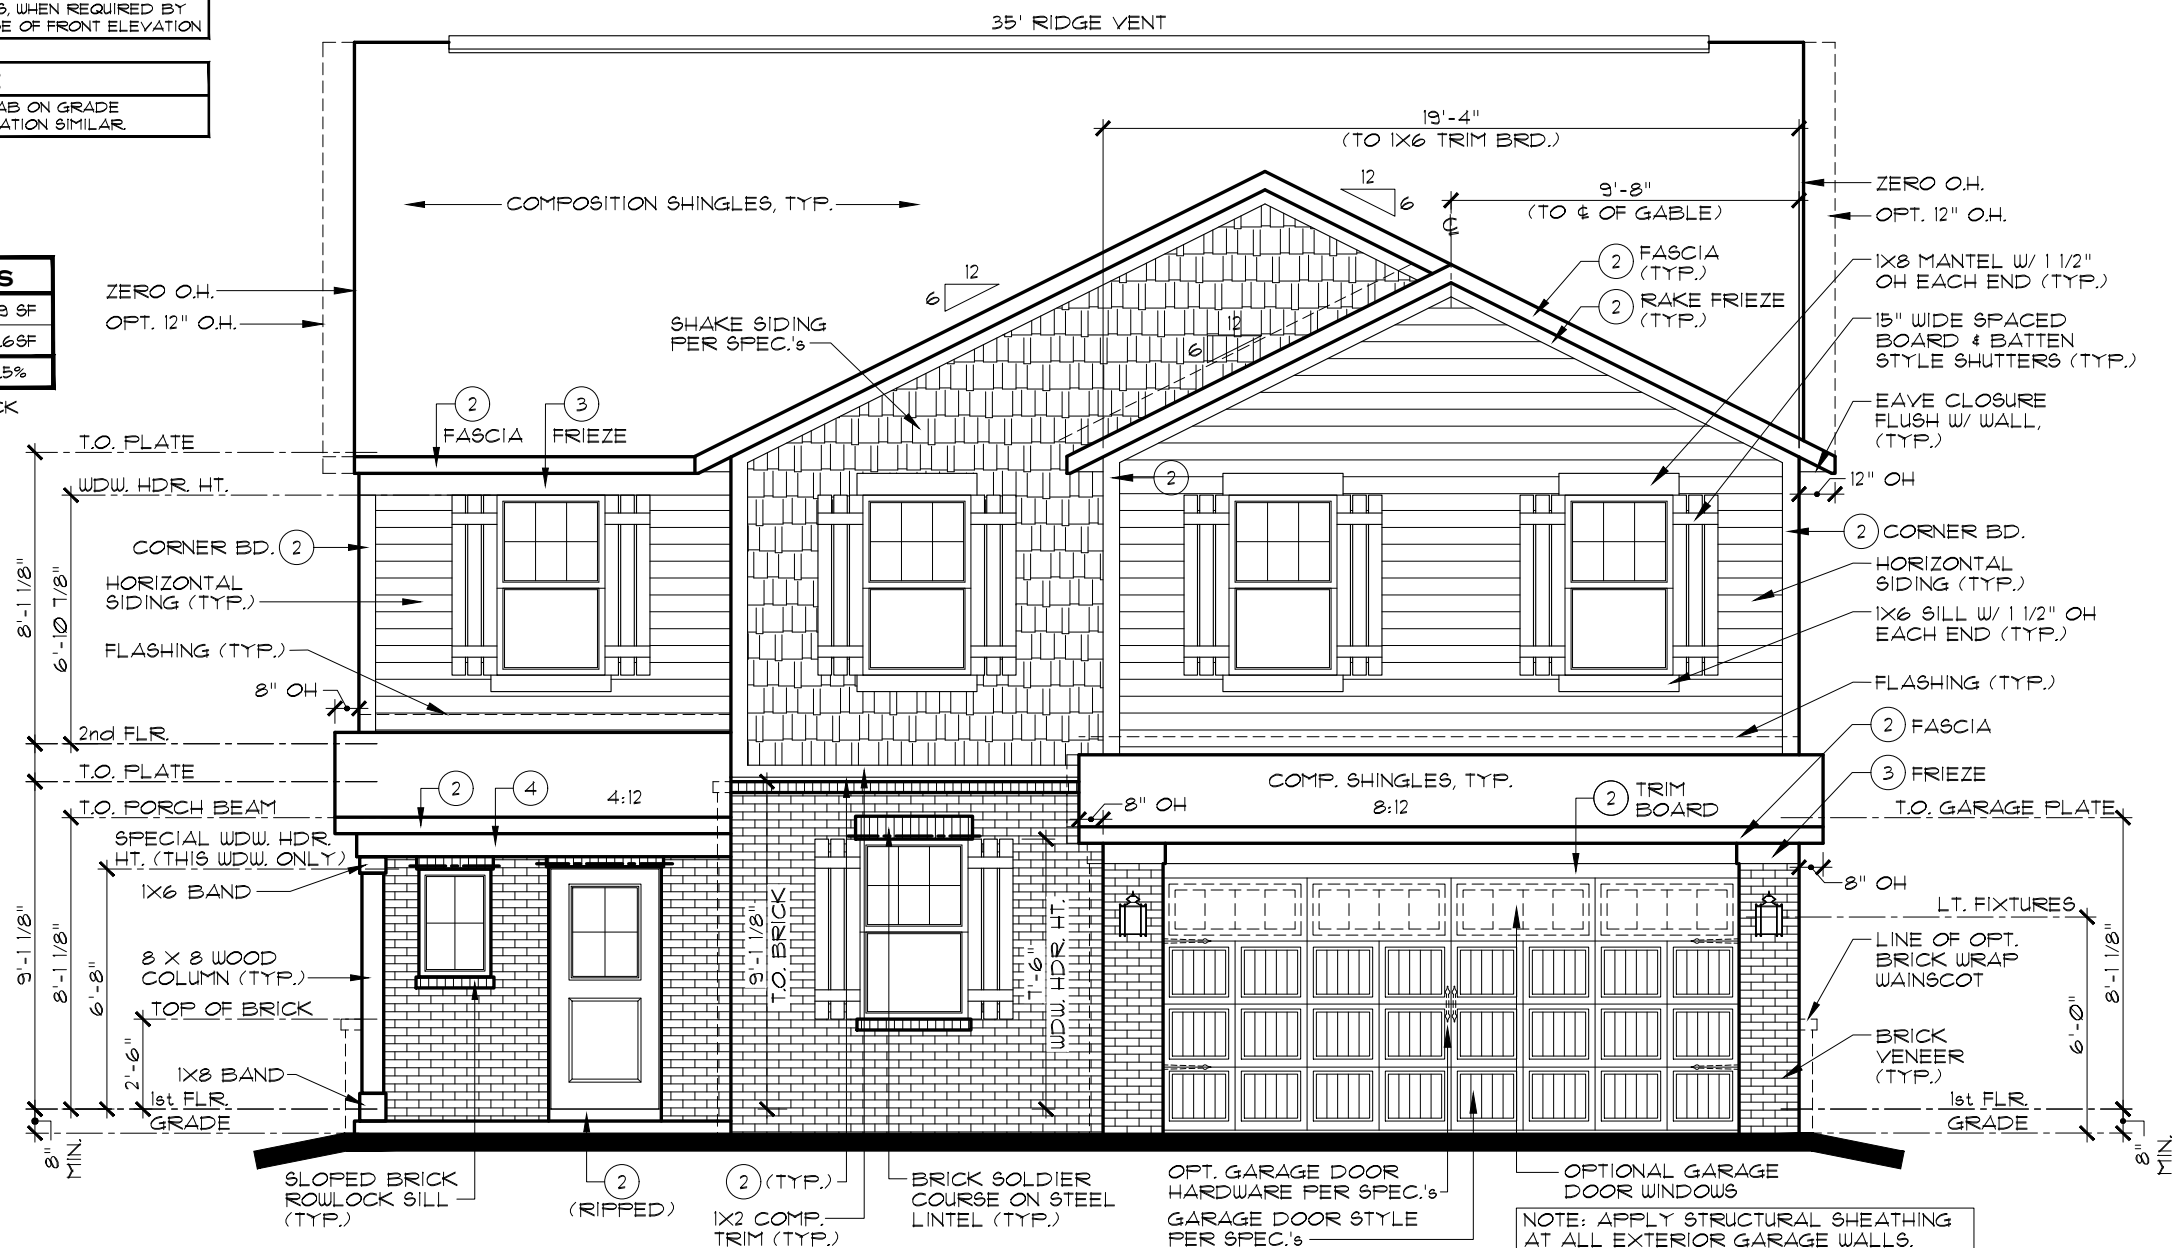 S, WHEN REQUIRED BY
SE OF FRONT ELEVATION
AB ON GRADE
ATION SIMILAR.
S
9 SF
.6SF
.5%
CK
35' RIDGE VENT
19'-4"
(TO 1X6 TRIM BRD.)
9'-8"
(TO ℄ OF GABLE)
℄
12
6
COMPOSITION SHINGLES, TYP.
12
6
12
6
ZERO O.H.
OPT. 12" O.H.
SHAKE SIDING
PER SPEC.'s
2
FASCIA
3
FRIEZE
T.O. PLATE
WDW. HDR. HT.
CORNER BD. 2
HORIZONTAL
SIDING (TYP.)
FLASHING (TYP.)
8" OH
2nd FLR.
T.O. PLATE
T.O. PORCH BEAM
SPECIAL WDW. HDR.
HT. (THIS WDW. ONLY)
1X6 BAND
8 X 8 WOOD
COLUMN (TYP.)
TOP OF BRICK
1X8 BAND
1st FLR.
GRADE
8'-1 1/8"
6'-10 7/8"
9'-1 1/8"
8'-1 1/8"
6'-8"
2'-6"
8"
MIN.
2
4
4:12
2
9'-1 1/8"
T.O. BRICK
7'-6"
WDW. HDR. HT.
8" OH
COMP. SHINGLES, TYP.
8:12
2 TRIM
BOARD
ZERO O.H.
OPT. 12" O.H.
2 FASCIA
(TYP.)
2 RAKE FRIEZE
(TYP.)
1X8 MANTEL W/ 1 1/2"
OH EACH END (TYP.)
15" WIDE SPACED
BOARD & BATTEN
STYLE SHUTTERS (TYP.)
EAVE CLOSURE
FLUSH W/ WALL,
(TYP.)
12" OH
2 CORNER BD.
HORIZONTAL
SIDING (TYP.)
1X6 SILL W/ 1 1/2" OH
EACH END (TYP.)
FLASHING (TYP.)
2 FASCIA
3 FRIEZE
T.O. GARAGE PLATE
8" OH
LT. FIXTURES
LINE OF OPT.
BRICK WRAP
WAINSCOT
BRICK
VENEER
(TYP.)
1st FLR.
GRADE
6'-0"
8'-1 1/8"
8"
MIN.
SLOPED BRICK
ROWLOCK SILL
(TYP.)
2
(RIPPED)
2 (TYP.)
1X2 COMP.
TRIM (TYP.)
BRICK SOLDIER
COURSE ON STEEL
LINTEL (TYP.)
OPT. GARAGE DOOR
HARDWARE PER SPEC.'s
GARAGE DOOR STYLE
PER SPEC.'s
OPTIONAL GARAGE
DOOR WINDOWS
NOTE: APPLY STRUCTURAL SHEATHING
AT ALL EXTERIOR GARAGE WALLS.